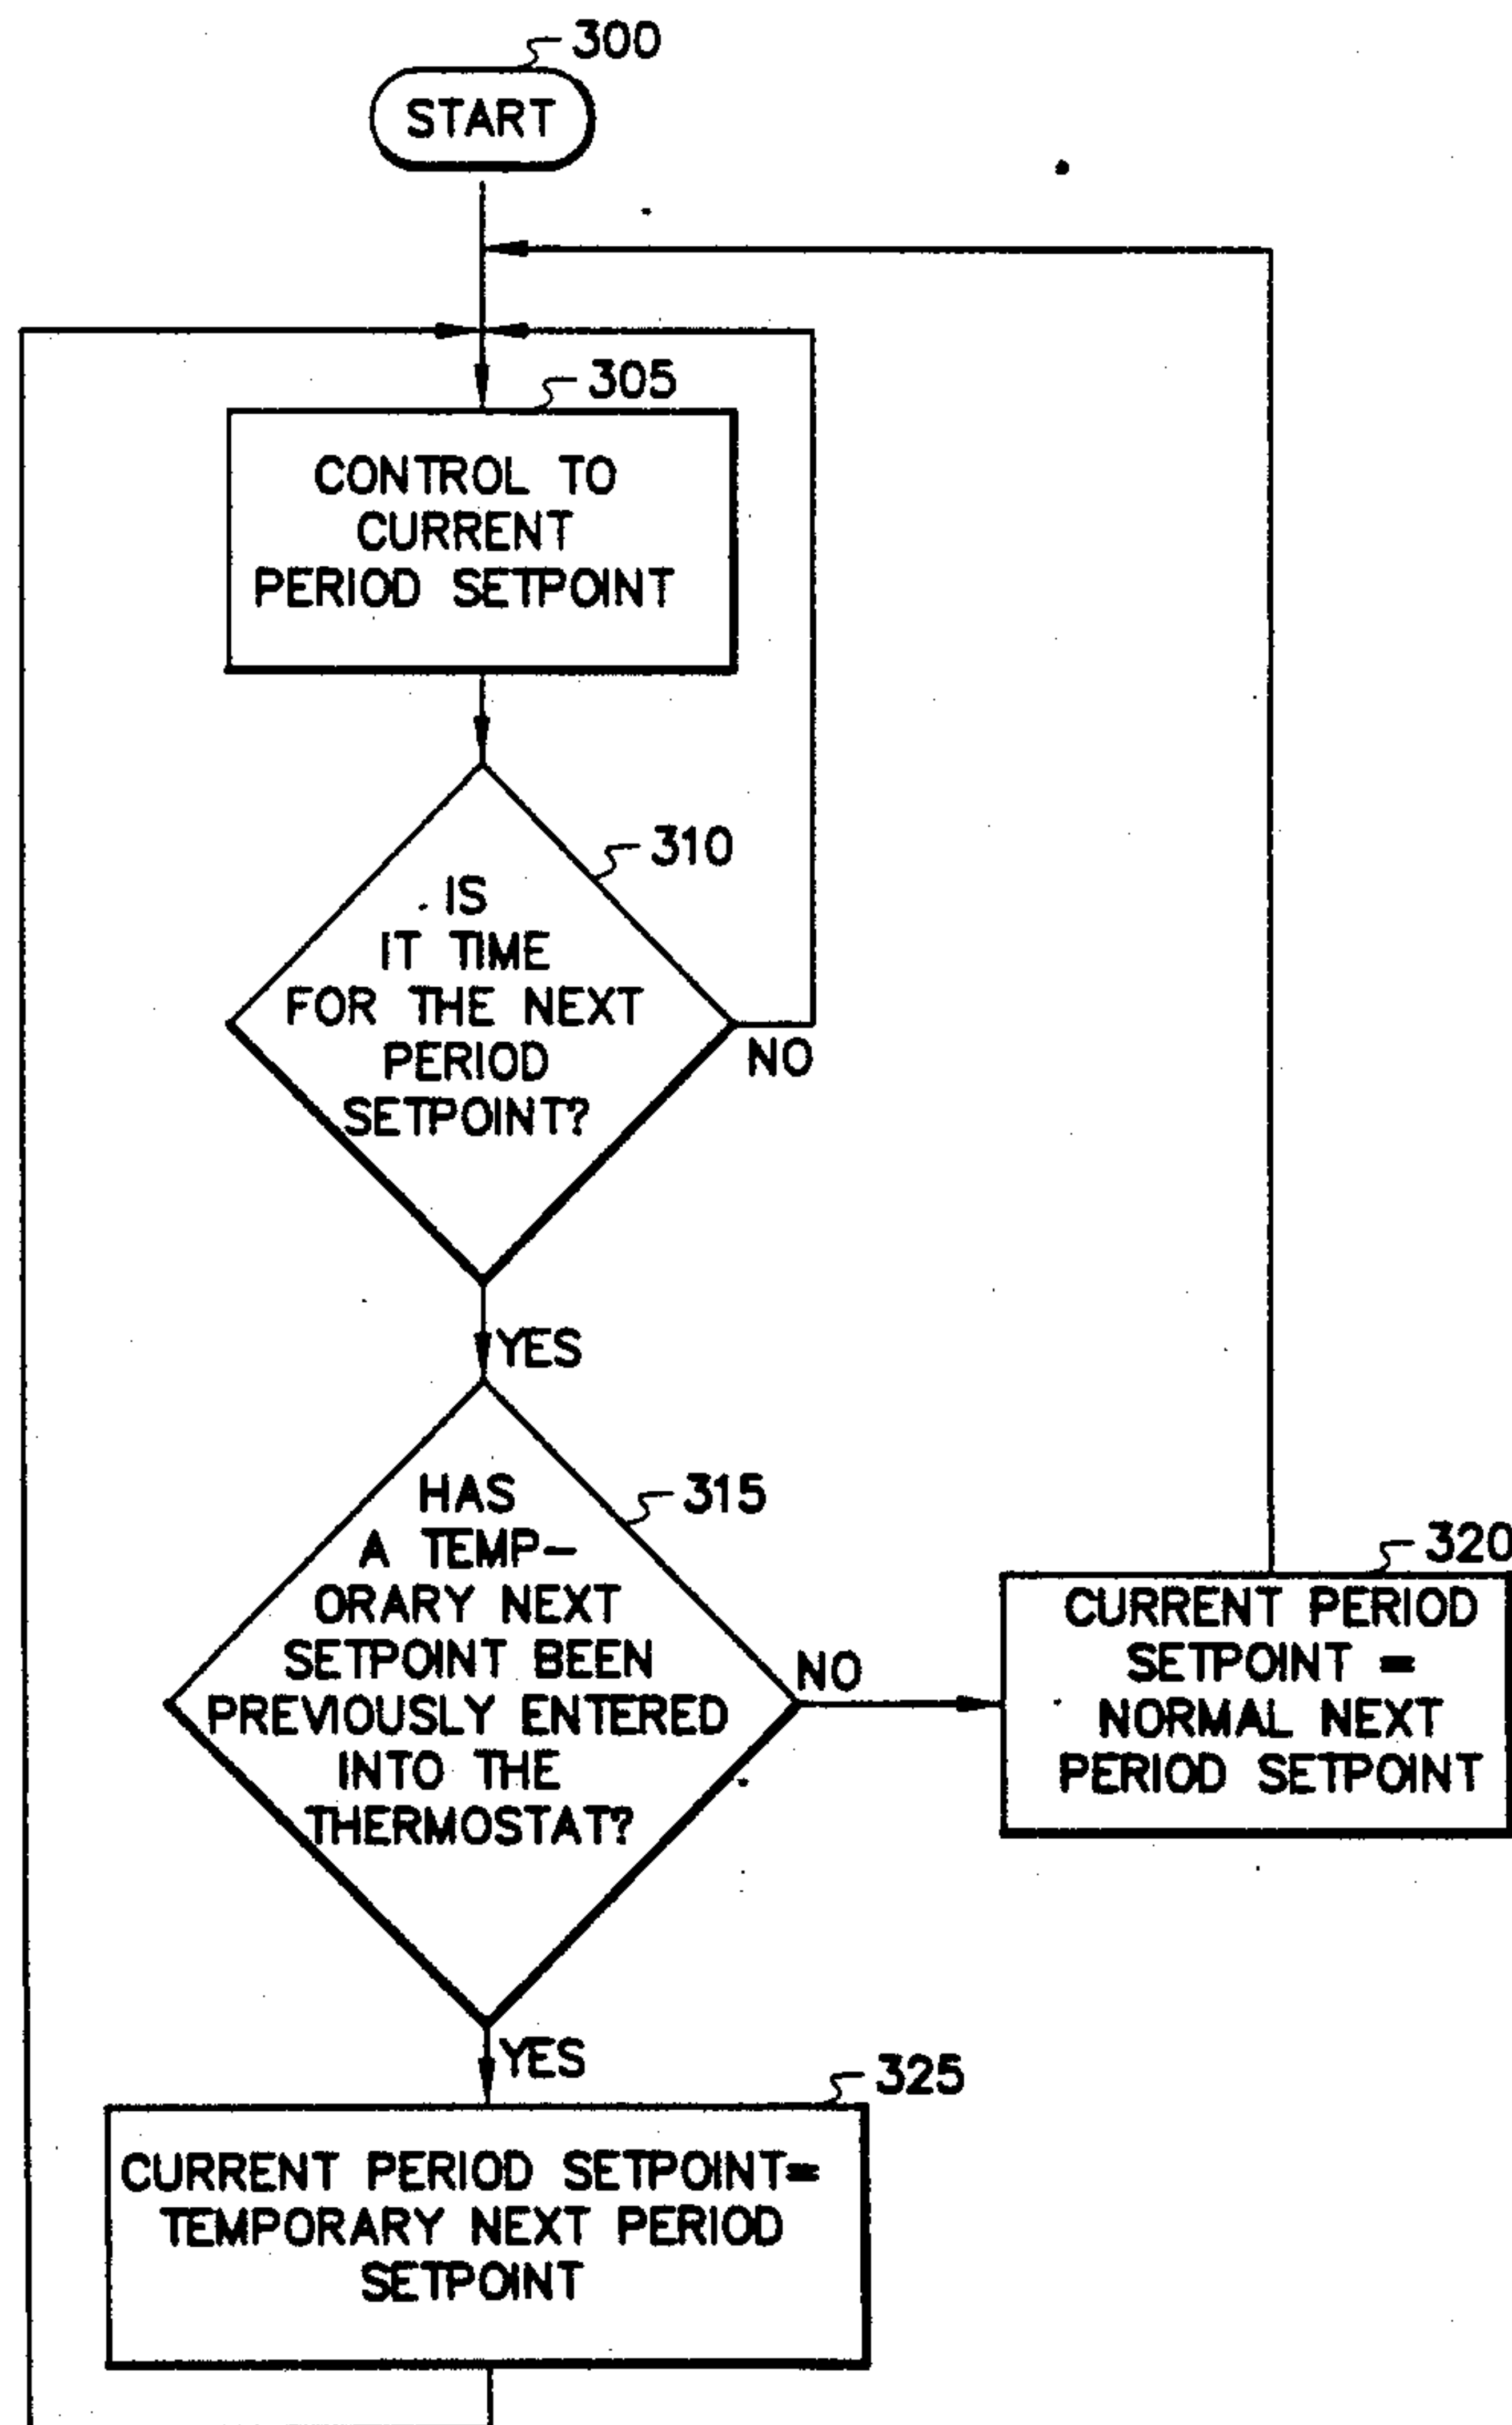 300
START
305
CONTROL TO
CURRENT
PERIOD SETPOINT
310
IS
IT TIME
FOR THE NEXT
PERIOD
SETPOINT?
NO
YES
315
HAS
A TEMP-
ORARY NEXT
SETPOINT BEEN
PREVIOUSLY ENTERED
INTO THE
THERMOSTAT?
NO
320
CURRENT PERIOD
SETPOINT =
NORMAL NEXT
PERIOD SETPOINT
YES
325
CURRENT PERIOD SETPOINT=
TEMPORARY NEXT PERIOD
SETPOINT